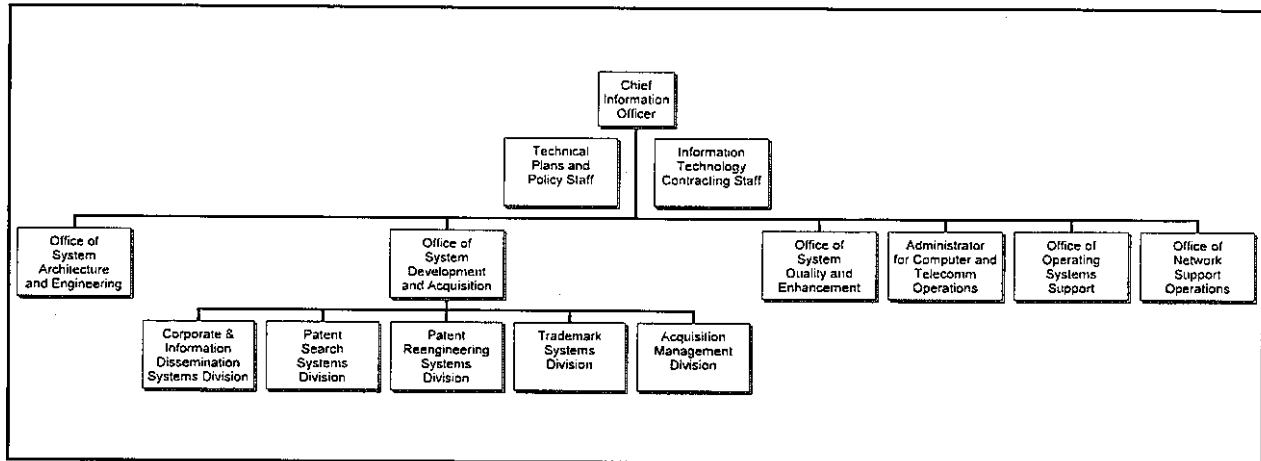 Chief
Information
Officer
Technical
Plans and
Policy Staff
Information
Technology
Contracting Staff
Office of
System
Architecture
and Engineering
Office of
System
Development
and Acquisition
Office of
System
Quality and
Enhancement
Administrator
for Computer and
Telecomm
Operations
Office of
Operating
Systems
Support
Office of
Network
Support
Operations
Corporate &
Information
Dissemination
Systems Division
Patent
Search
Systems
Division
Patent
Reengineering
Systems
Division
Trademark
Systems
Division
Acquisition
Management
Division